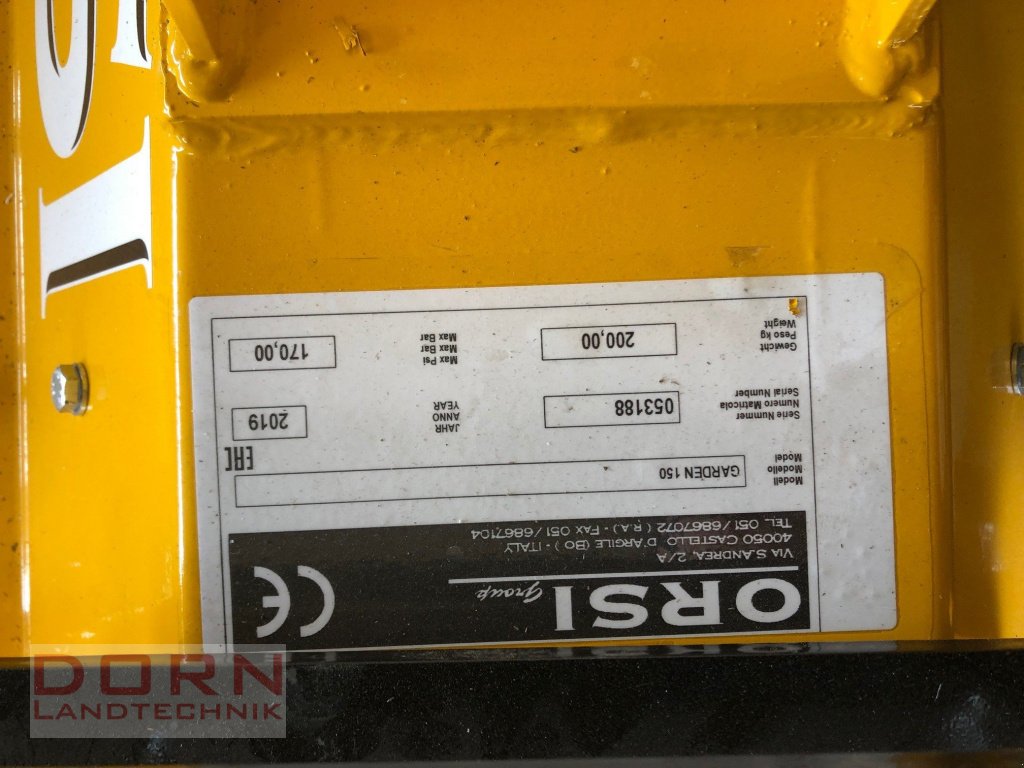 ORSI
Group
VIA S.ANDREA, 2/A
40050 CASTELLO D'ARGILE (BO) - ITALY
TEL. 051/6867072 (R.A.) - FAX 051/6867104
CE
Modell
Modello
Model
GARDEN 150
EAC
Serie Nummer
Numero Matricola
Serial Number
053188
JAHR
ANNO
YEAR
2019
Gewicht
Peso kg
Weight
200,00
Max Psi
Max Bar
Max Bar
170,00
DORN
LANDTECHNIK